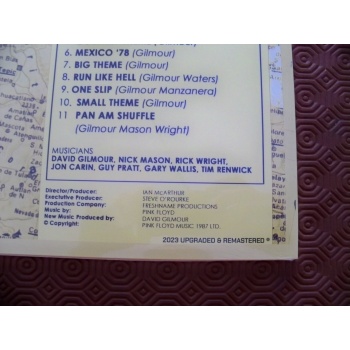 6. MEXICO '78 (Gilmour)
7. BIG THEME (Gilmour)
8. RUN LIKE HELL (Gilmour Waters)
9. ONE SLIP (Gilmour Manzanera)
10. SMALL THEME (Gilmour)
11 PAN AM SHUFFLE
(Gilmour Mason Wright)
MUSICIANS
DAVID GILMOUR, NICK MASON, RICK WRIGHT,
JON CARIN, GUY PRATT, GARY WALLIS, TIM RENWICK
Director/Producer: IAN McARTHUR
Executive Producer: STEVE O'ROURKE
Production Company: FRESHNAME PRODUCTIONS
Music by: PINK FLOYD
New Music Produced by: DAVID GILMOUR
© Copyright: PINK FLOYD MUSIC 1987 LTD.
2023 UPGRADED & REMASTERED